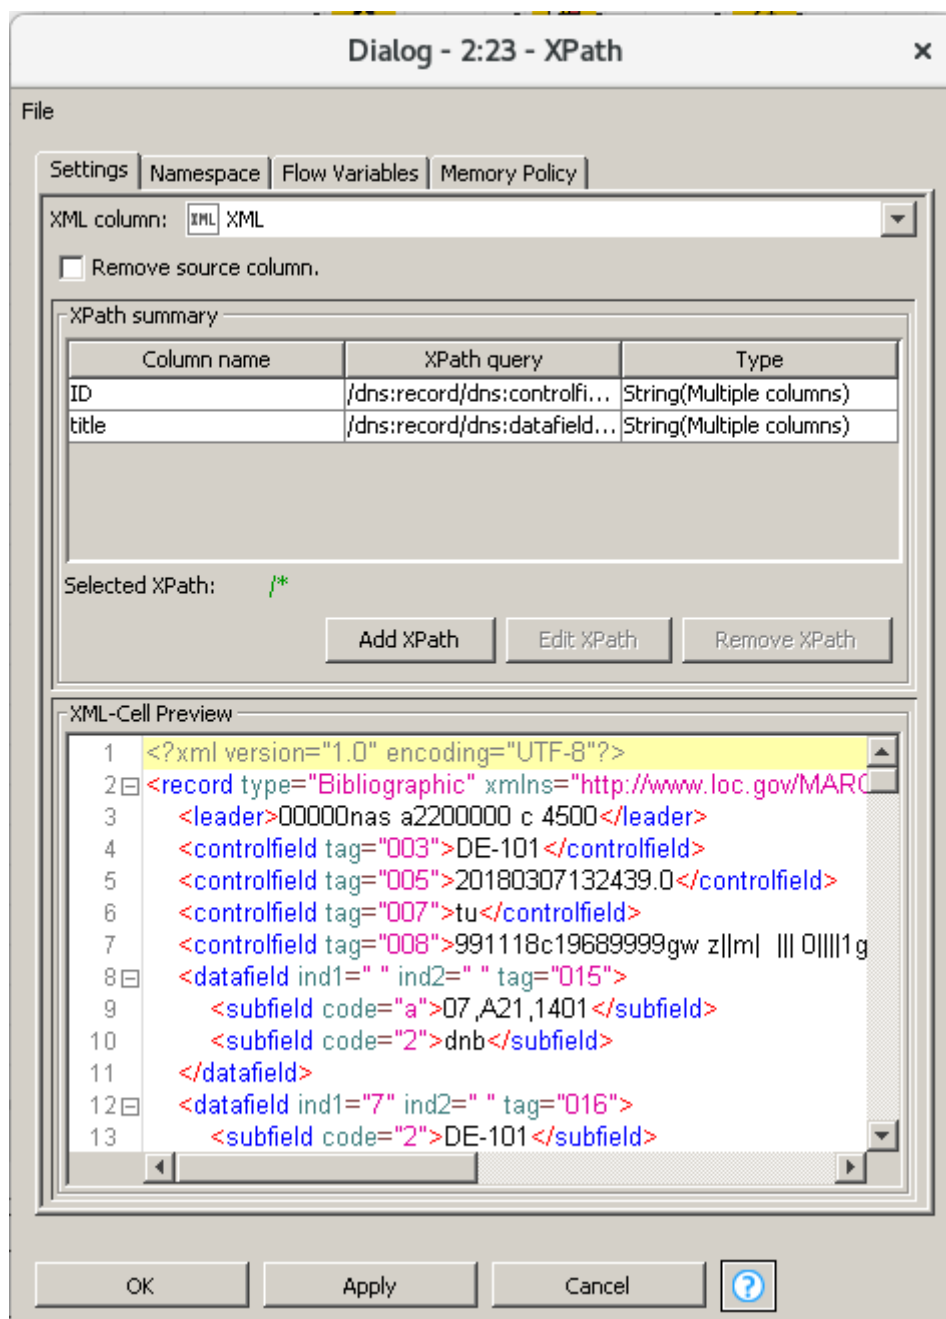 Dialog - 2:23 - XPath ×
File
Settings Namespace Flow Variables Memory Policy
XML column: XML XML
Remove source column.
XPath summary
Column name XPath query Type
ID /dns:record/dns:controlfi... String(Multiple columns)
title /dns:record/dns:datafield... String(Multiple columns)
Selected XPath: /*
Add XPath Edit XPath Remove XPath
XML-Cell Preview
1 <?xml version="1.0" encoding="UTF-8"?>
2 <record type="Bibliographic" xmlns="http://www.loc.gov/MARC
3 <leader>00000nas a2200000 c 4500</leader>
4 <controlfield tag="003">DE-101</controlfield>
5 <controlfield tag="005">20180307132439.0</controlfield>
6 <controlfield tag="007">tu</controlfield>
7 <controlfield tag="008">991118c19689999gw z||m| ||| 0||||1g
8 <datafield ind1=" " ind2=" " tag="015">
9 <subfield code="a">07,A21,1401</subfield>
10 <subfield code="2">dnb</subfield>
11 </datafield>
12 <datafield ind1="7" ind2=" " tag="016">
13 <subfield code="2">DE-101</subfield>
OK Apply Cancel ?